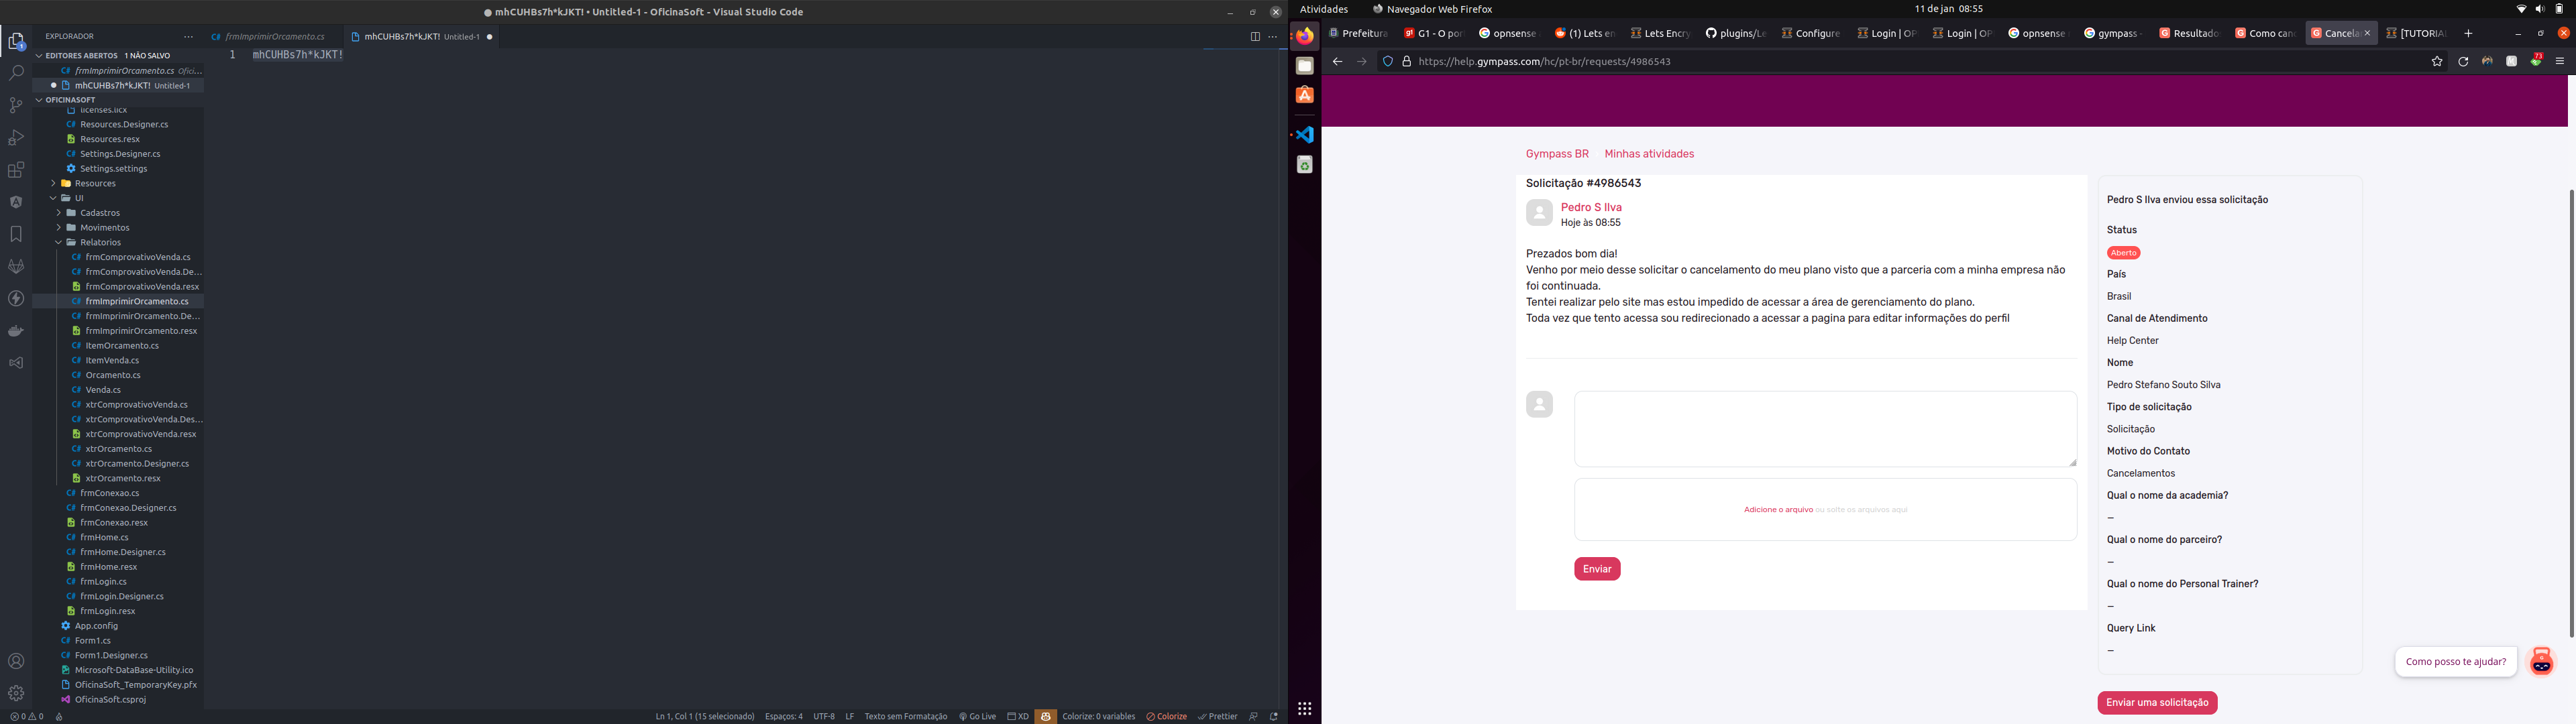 mhCUHBs7h*kJKT! • Untitled-1 - OficinaSoft - Visual Studio Code
EXPLORADOR
frmImprimirOrcamento.cs
mhCUHBs7h*kJKT! Untitled-1
EDITORES ABERTOS 1 NÃO SALVO
frmImprimirOrcamento.cs Ofici...
mhCUHBs7h*kJKT! Untitled-1
OFICINASOFT
licenses.licx
Resources.Designer.cs
Resources.resx
Settings.Designer.cs
Settings.settings
Resources
UI
Cadastros
Movimentos
Relatorios
frmComprovativoVenda.cs
frmComprovativoVenda.De...
frmComprovativoVenda.resx
frmImprimirOrcamento.cs
frmImprimirOrcamento.De...
frmImprimirOrcamento.resx
ItemOrcamento.cs
ItemVenda.cs
Orcamento.cs
Venda.cs
xtrComprovativoVenda.cs
xtrComprovativoVenda.Des...
xtrComprovativoVenda.resx
xtrOrcamento.cs
xtrOrcamento.Designer.cs
xtrOrcamento.resx
frmConexao.cs
frmConexao.Designer.cs
frmConexao.resx
frmHome.cs
frmHome.Designer.cs
frmHome.resx
frmLogin.cs
frmLogin.Designer.cs
frmLogin.resx
App.config
Form1.cs
Form1.Designer.cs
Microsoft-DataBase-Utility.ico
OficinaSoft_TemporaryKey.pfx
OficinaSoft.csproj
1 mhCUHBs7h*kJKT!
0 0
Ln 1, Col 1 (15 selecionado) Espaços: 4 UTF-8 LF Texto sem Formatação Go Live XD Colorize: 0 variables Colorize Prettier
Atividades Navegador Web Firefox 11 de jan 08:55
Prefeitura G1 - O port opnsense (1) Lets en Lets Encry plugins/Le Configure Login | OP Login | OP opnsense gympass - Resultado Como canc Cancela [TUTORIAL
https://help.gympass.com/hc/pt-br/requests/4986543
73
Gympass BR Minhas atividades
Solicitação #4986543
Pedro S Ilva
Hoje às 08:55
Prezados bom dia!
Venho por meio desse solicitar o cancelamento do meu plano visto que a parceria com a minha empresa não
foi continuada.
Tentei realizar pelo site mas estou impedido de acessar a área de gerenciamento do plano.
Toda vez que tento acessa sou redirecionado a acessar a pagina para editar informações do perfil
Adicione o arquivo ou solte os arquivos aqui
Enviar
Pedro S Ilva enviou essa solicitação
Status
Aberto
País
Brasil
Canal de Atendimento
Help Center
Nome
Pedro Stefano Souto Silva
Tipo de solicitação
Solicitação
Motivo do Contato
Cancelamentos
Qual o nome da academia?
–
Qual o nome do parceiro?
–
Qual o nome do Personal Trainer?
–
Query Link
–
Enviar uma solicitação
Como posso te ajudar?